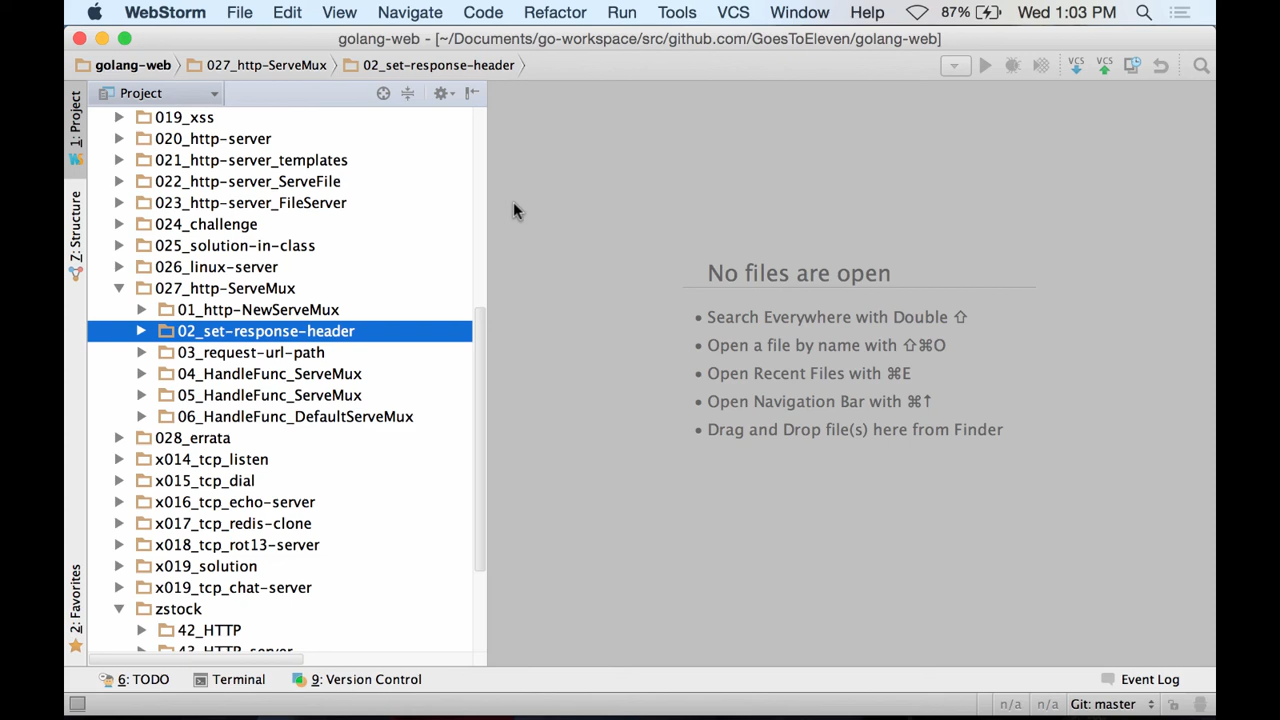 WebStorm File Edit View Navigate Code Refactor Run Tools VCS Window Help 87% Wed 1:03 PM
golang-web - [~/Documents/go-workspace/src/github.com/GoesToEleven/golang-web]
golang-web 027_http-ServeMux 02_set-response-header VCS VCS
1: Project
Z: Structure
2: Favorites
Project
019_xss
020_http-server
021_http-server_templates
022_http-server_ServeFile
023_http-server_FileServer
024_challenge
025_solution-in-class
026_linux-server
027_http-ServeMux
01_http-NewServeMux
02_set-response-header
03_request-url-path
04_HandleFunc_ServeMux
05_HandleFunc_ServeMux
06_HandleFunc_DefaultServeMux
028_errata
x014_tcp_listen
x015_tcp_dial
x016_tcp_echo-server
x017_tcp_redis-clone
x018_tcp_rot13-server
x019_solution
x019_tcp_chat-server
zstock
42_HTTP
43_HTTP_server
No files are open
• Search Everywhere with Double ⇧
• Open a file by name with ⇧⌘O
• Open Recent Files with ⌘E
• Open Navigation Bar with ⌘↑
• Drag and Drop file(s) here from Finder
6: TODO Terminal 9: Version Control Event Log
n/a n/a Git: master